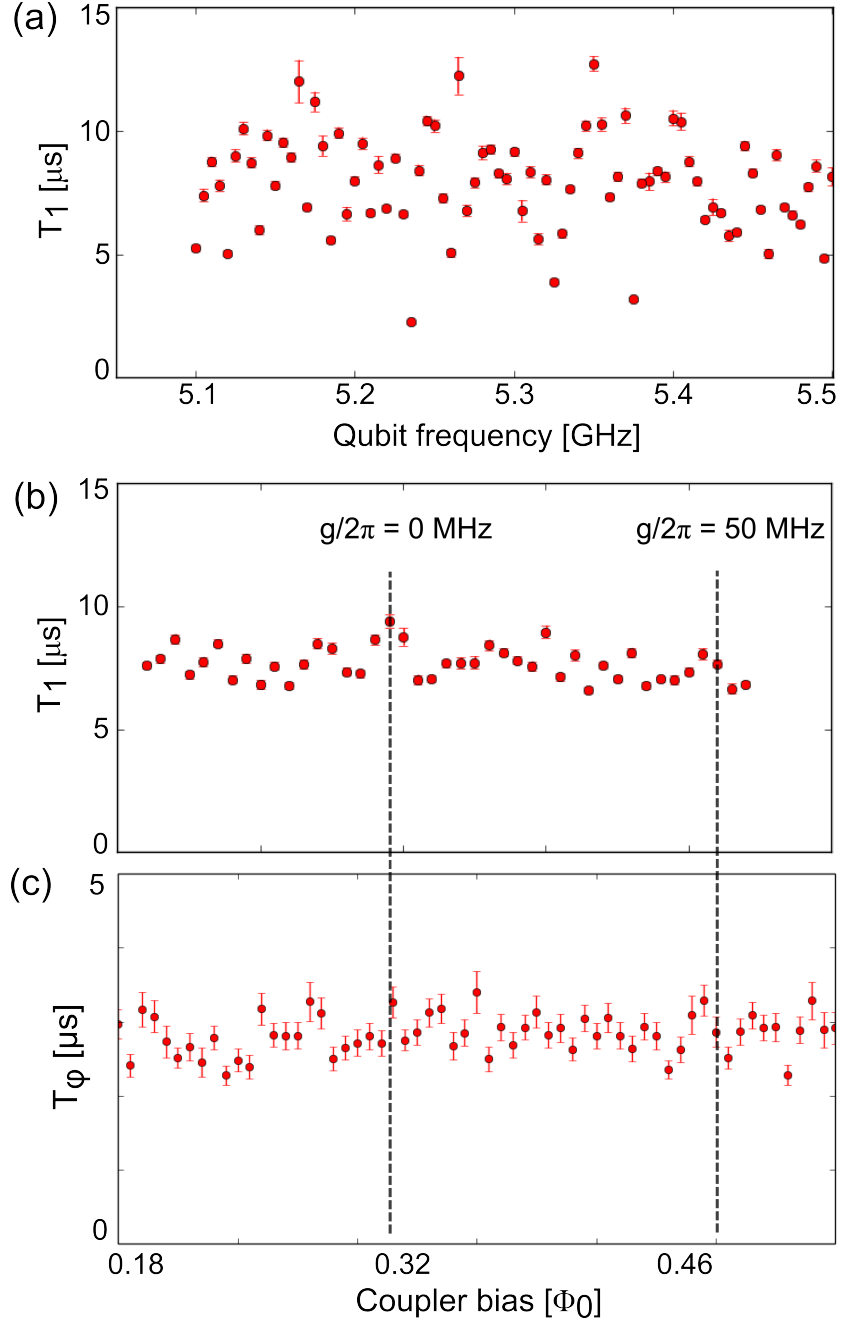 (a)
15
10
5
0
T1 [μs]
5.1 5.2 5.3 5.4 5.5
Qubit frequency [GHz]
(b)
15
10
5
0
T1 [μs]
g/2π = 0 MHz g/2π = 50 MHz
(c)
5
0
Tφ [μs]
0.18 0.32 0.46
Coupler bias [Φ0]